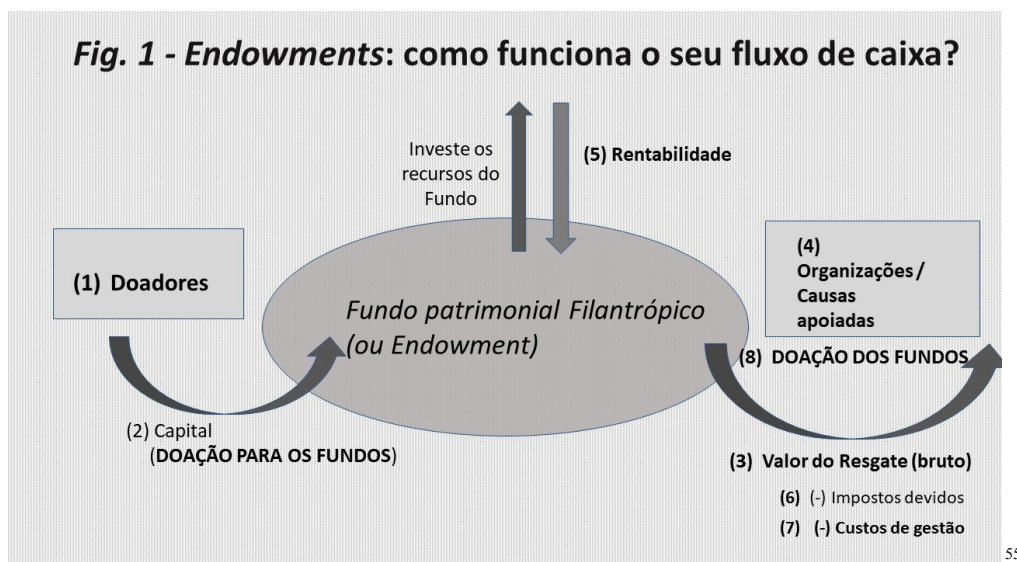 Fig. 1 - Endowments: como funciona o seu fluxo de caixa?
Investe os
recursos do
Fundo
(5) Rentabilidade
(1) Doadores
(4)
Organizações /
Causas
apoiadas
Fundo patrimonial Filantrópico
(ou Endowment)
(8) DOAÇÃO DOS FUNDOS
(2) Capital
(DOAÇÃO PARA OS FUNDOS)
(3) Valor do Resgate (bruto)
(6) (-) Impostos devidos
(7) (-) Custos de gestão
55